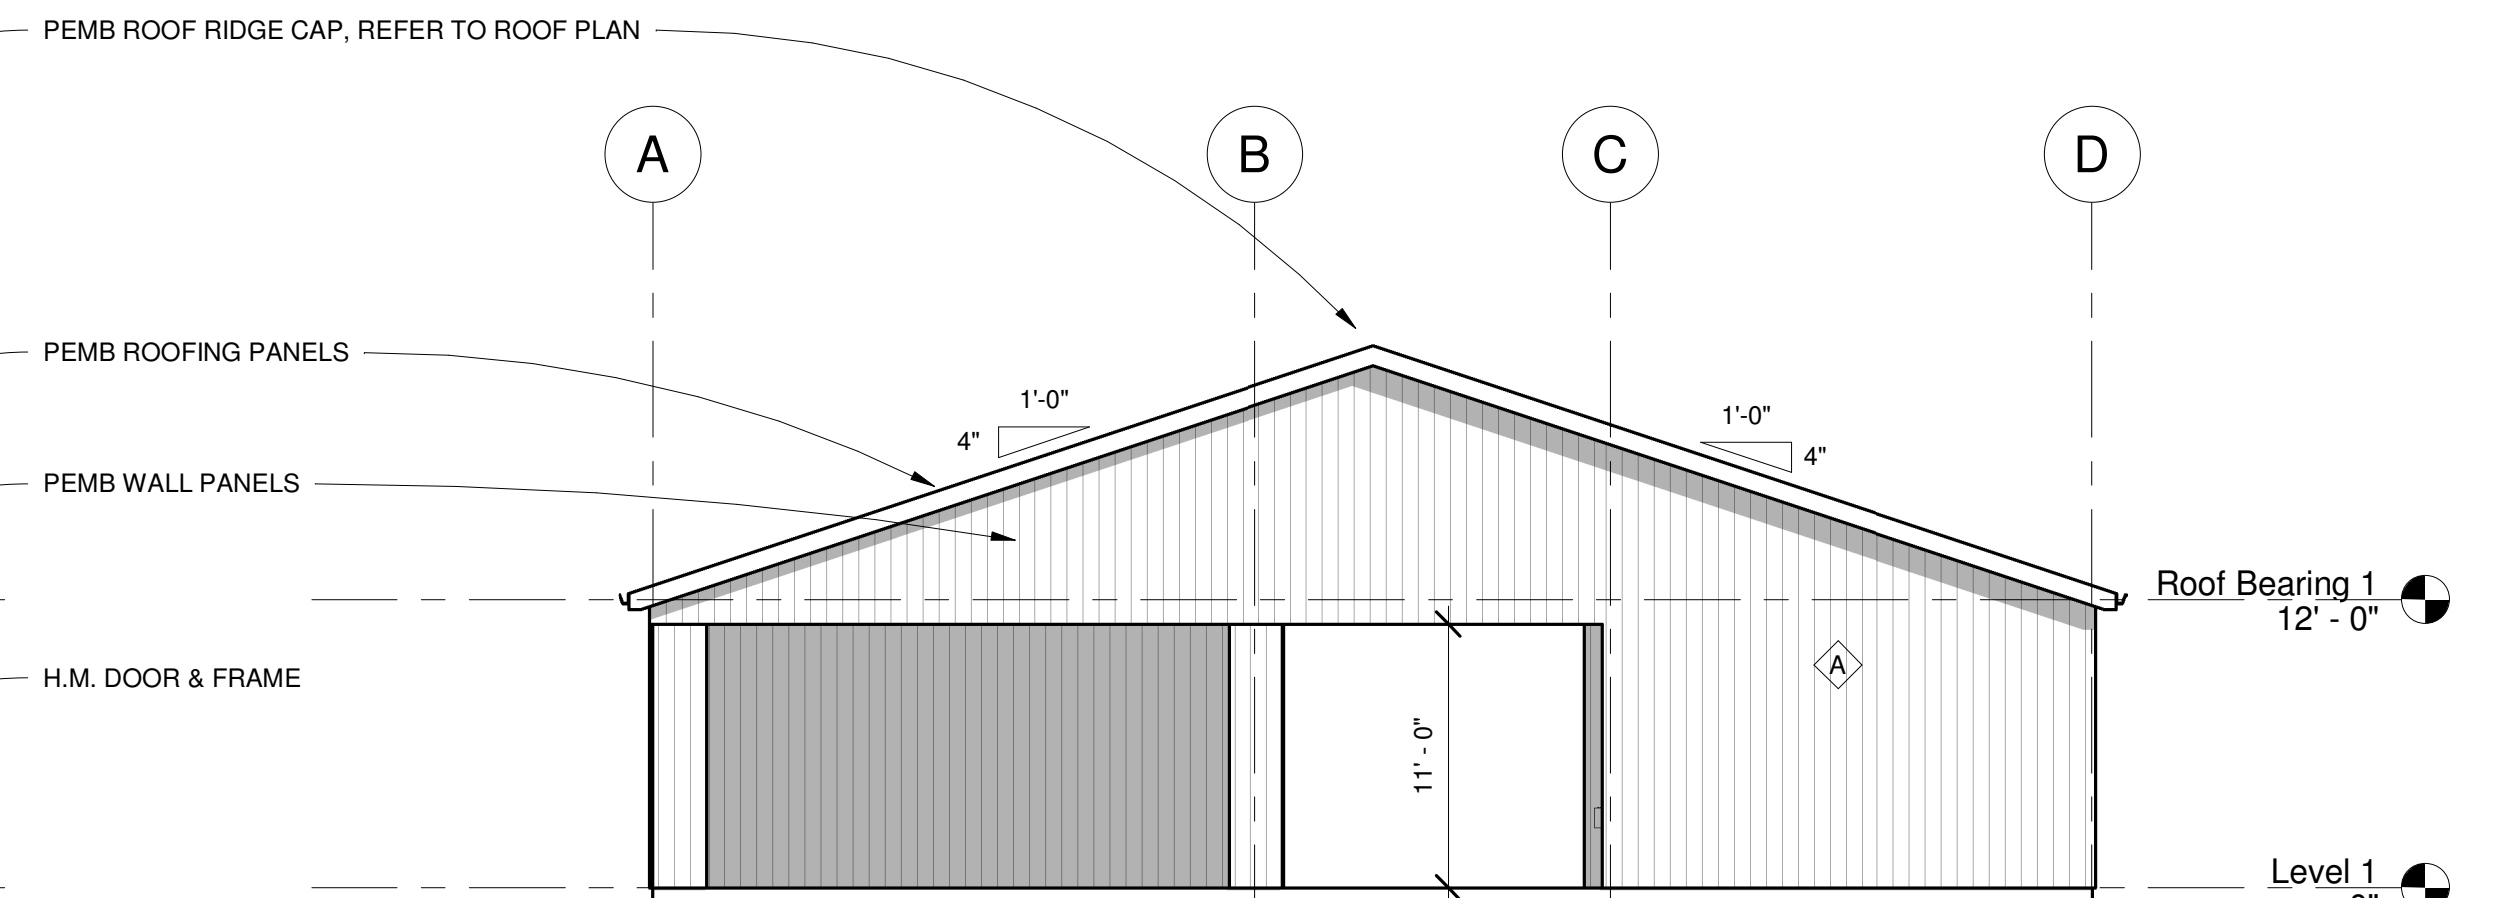 PEMB ROOF RIDGE CAP, REFER TO ROOF PLAN
A
B
C
D
PEMB ROOFING PANELS
1'-0"
4"
1'-0"
4"
PEMB WALL PANELS
Roof Bearing 1
12' - 0"
A
H.M. DOOR & FRAME
11' - 0"
Level 1